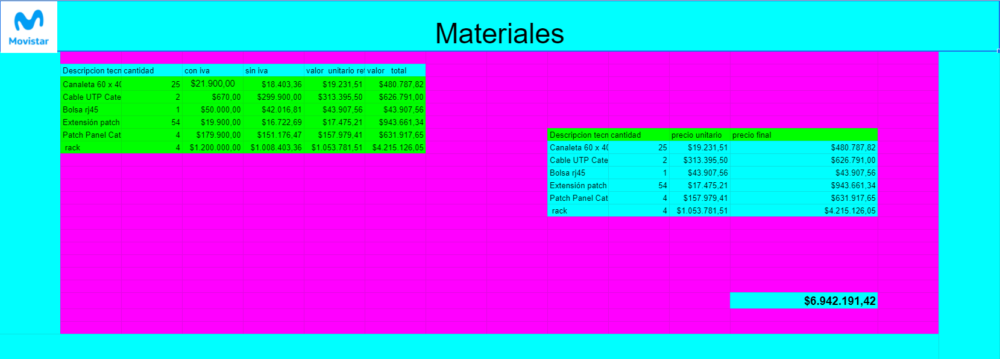 Movistar
Materiales
Descripcion tecn cantidad con iva sin iva valor unitario ret valor total
Canaleta 60 x 40 25 $21.900,00 $18.403,36 $19.231,51 $480.787,82
Cable UTP Cate 2 $670,00 $299.900,00 $313.395,50 $626.791,00
Bolsa rj45 1 $50.000,00 $42.016,81 $43.907,56 $43.907,56
Extensión patch 54 $19.900,00 $16.722,69 $17.475,21 $943.661,34
Patch Panel Cat 4 $179.900,00 $151.176,47 $157.979,41 $631.917,65
rack 4 $1.200.000,00 $1.008.403,36 $1.053.781,51 $4.215.126,05
Descripcion tecn cantidad precio unitario precio final
Canaleta 60 x 40 25 $19.231,51 $480.787,82
Cable UTP Cate 2 $313.395,50 $626.791,00
Bolsa rj45 1 $43.907,56 $43.907,56
Extensión patch 54 $17.475,21 $943.661,34
Patch Panel Cat 4 $157.979,41 $631.917,65
rack 4 $1.053.781,51 $4.215.126,05
$6.942.191,42